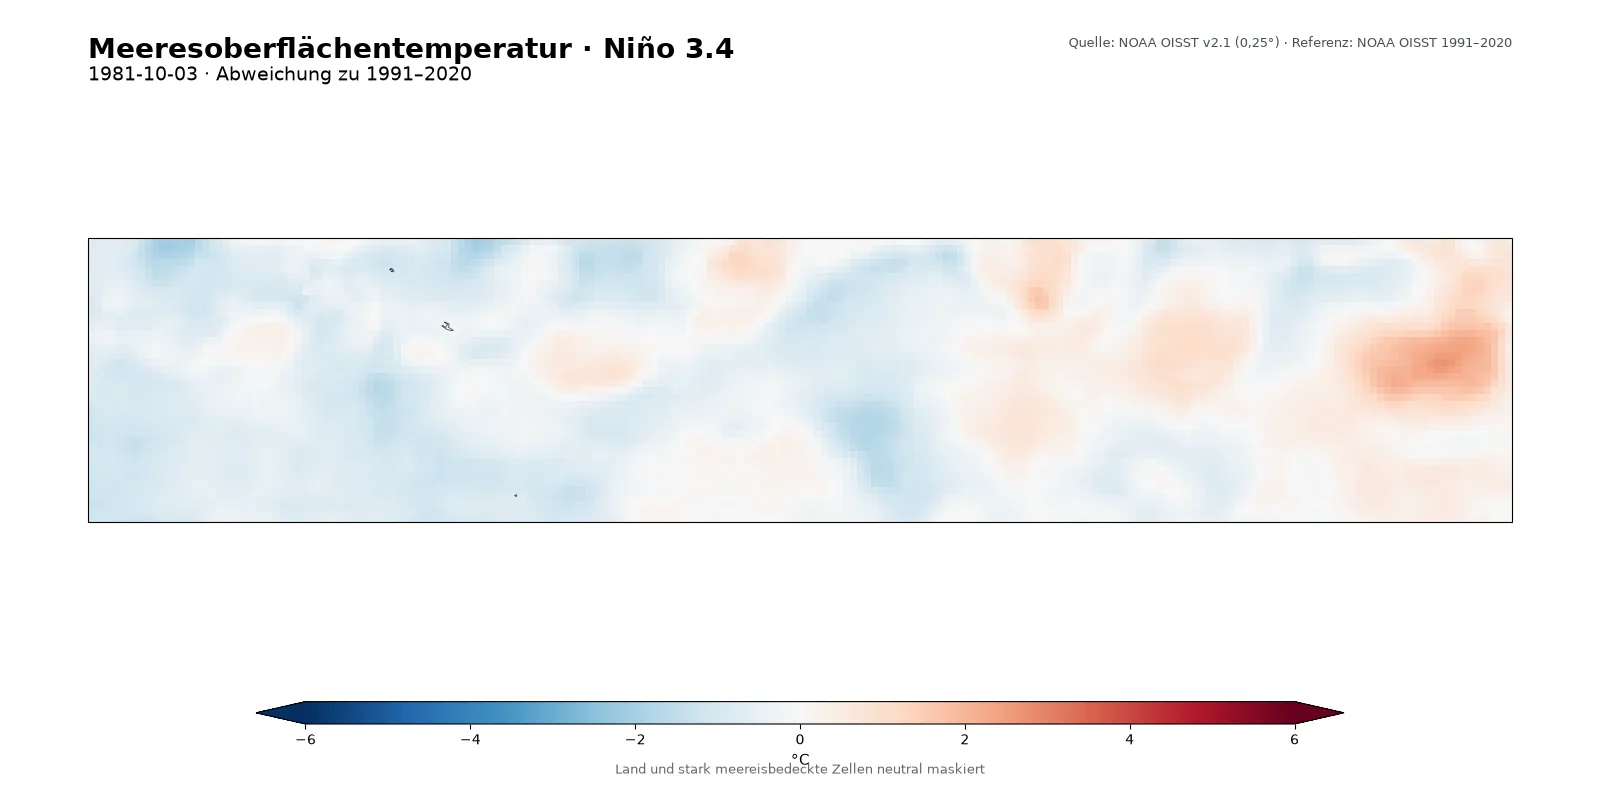 Meeresoberflächentemperatur · Niño 3.4
1981-10-03 · Abweichung zu 1991–2020
Quelle: NOAA OISST v2.1 (0,25°) · Referenz: NOAA OISST 1991–2020
−6 −4 −2 0 2 4 6
°C
Land und stark meereisbedeckte Zellen neutral maskiert